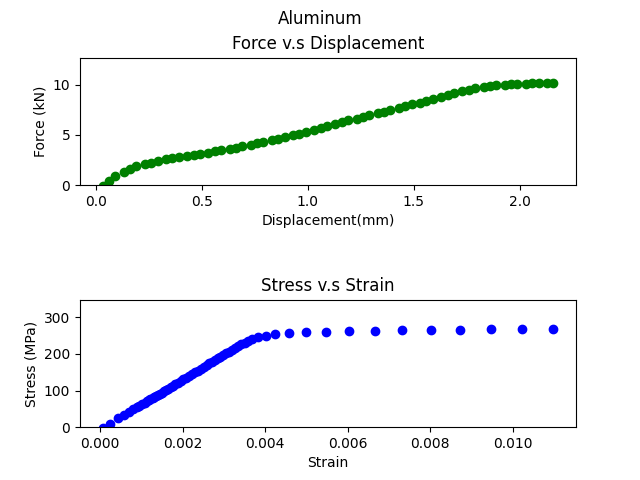 Aluminum
Force v.s Displacement
Force (kN)
10
5
0
0.0 0.5 1.0 1.5 2.0
Displacement(mm)
Stress v.s Strain
Stress (MPa)
300
200
100
0
0.000 0.002 0.004 0.006 0.008 0.010
Strain